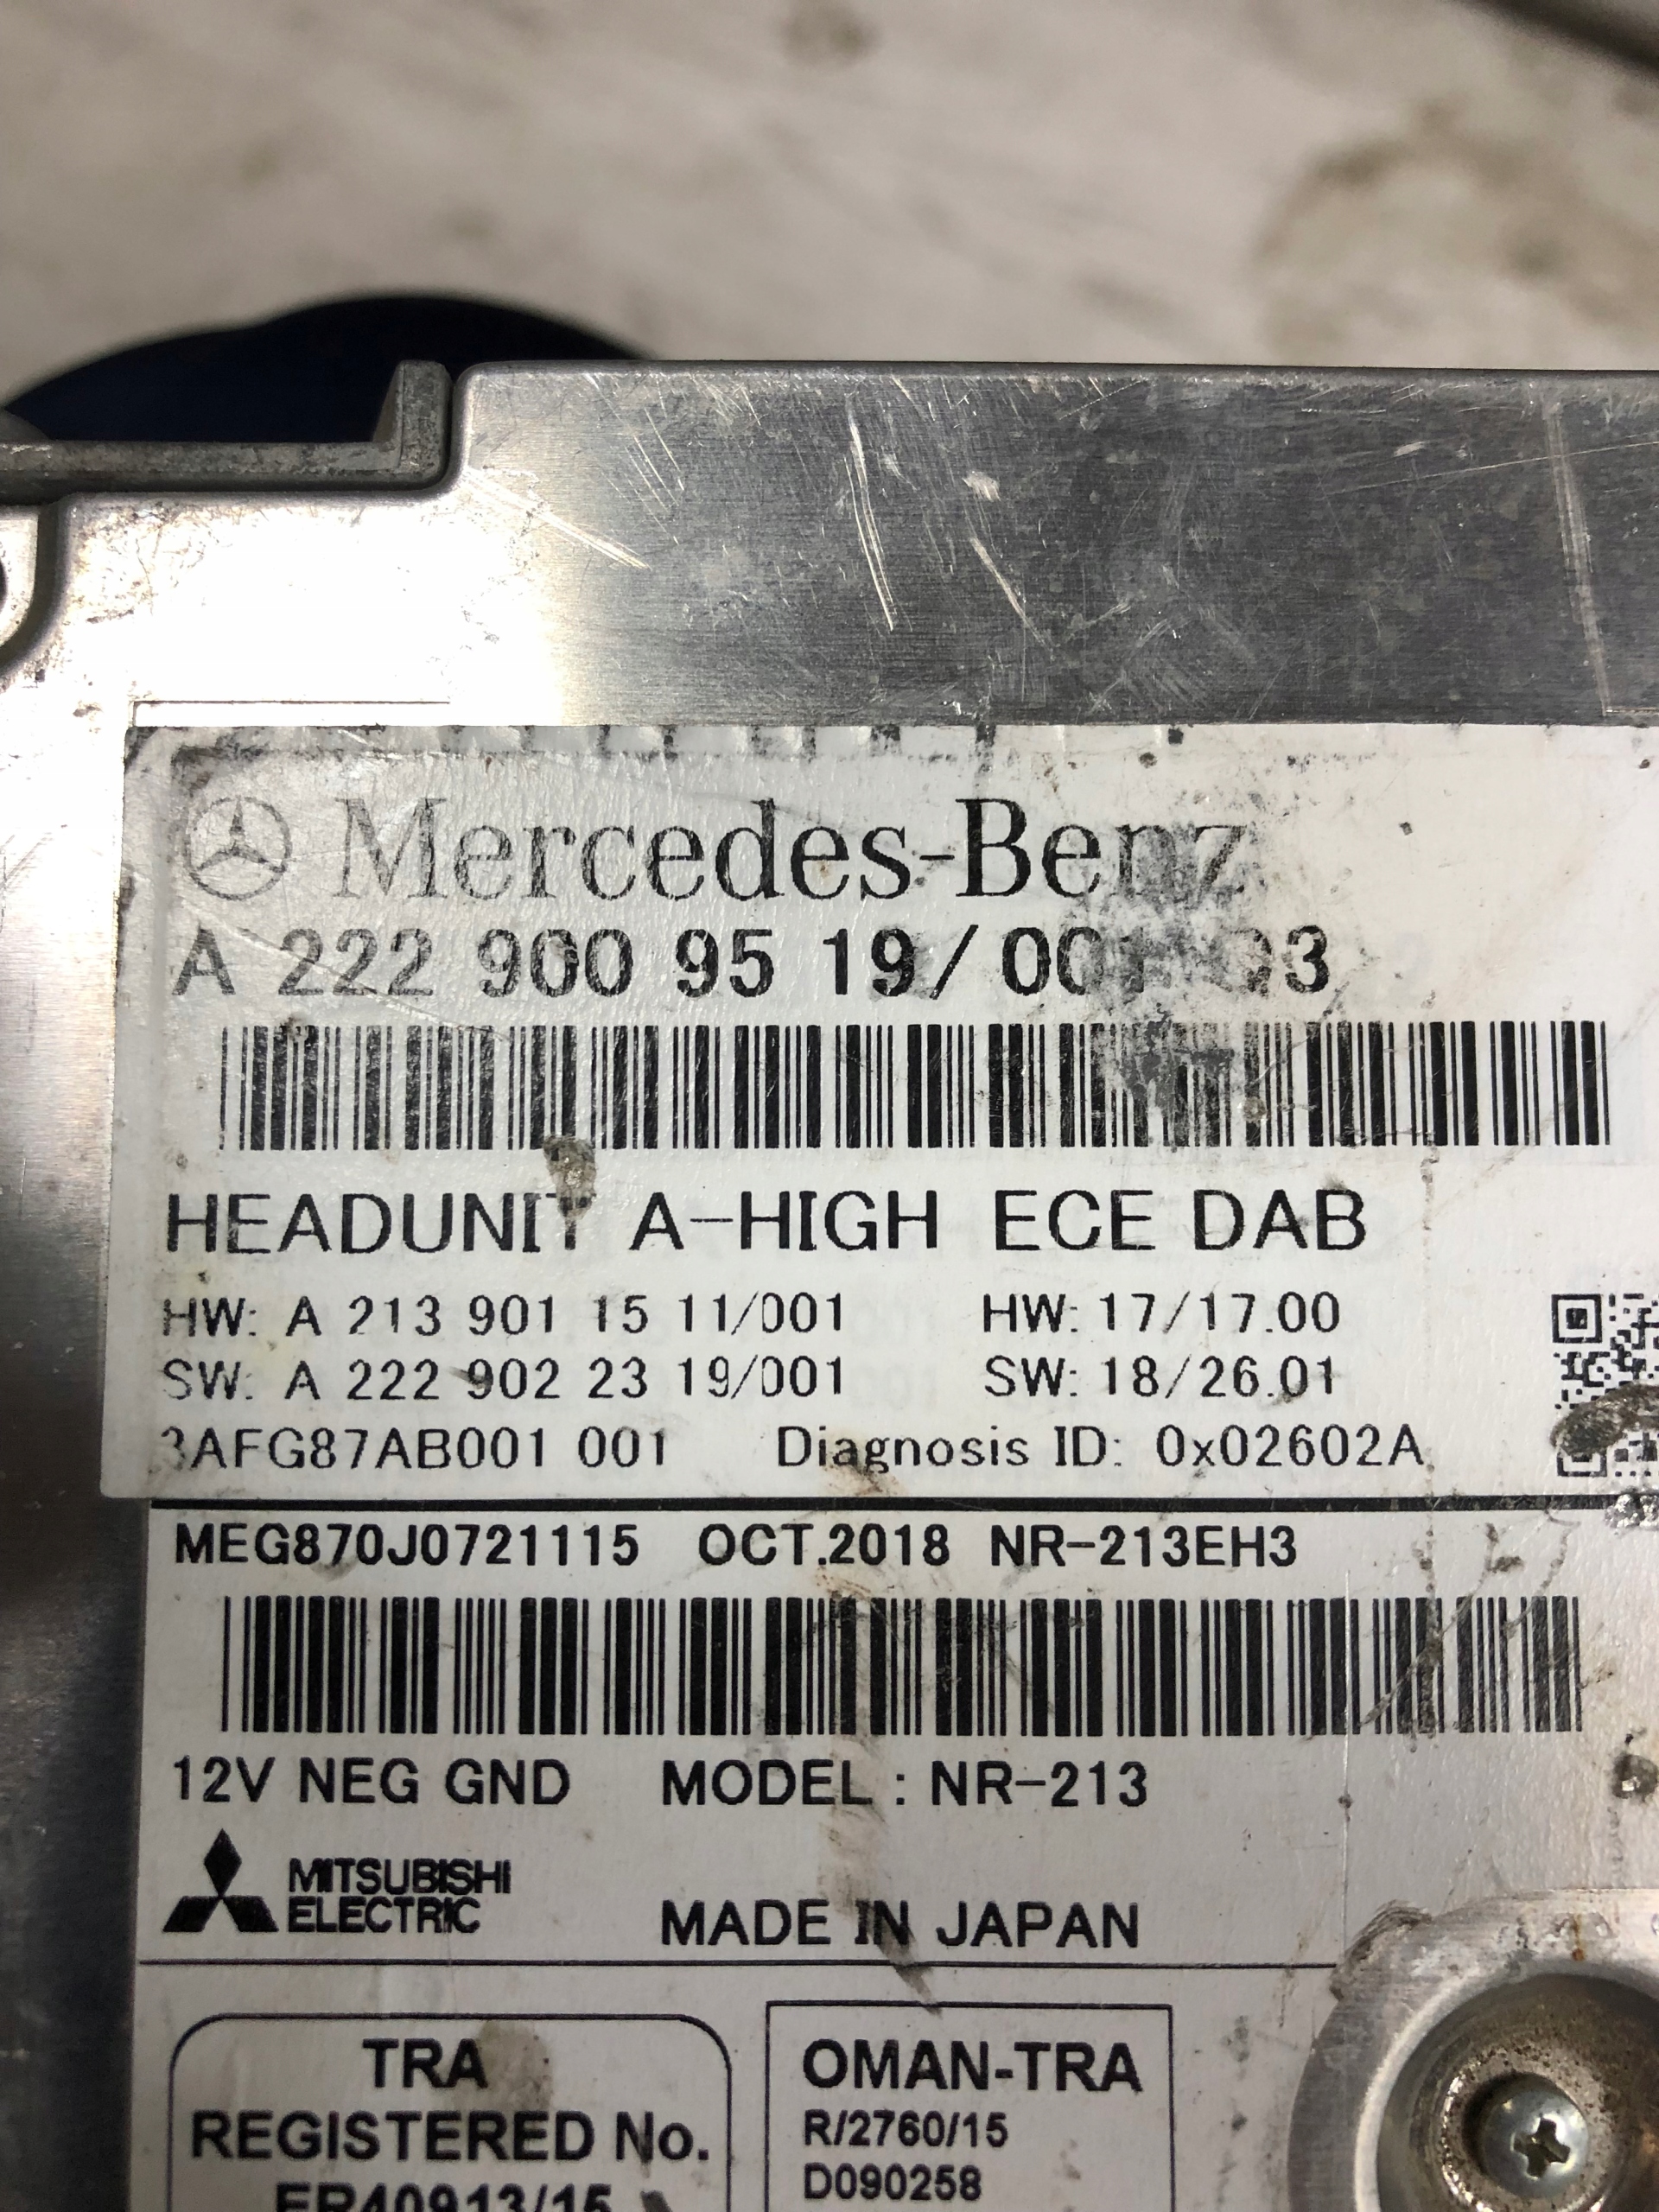 Mercedes-Benz
A 222 900 95 19/
HEADUNIT A-HIGH ECE DAB
HW: A 213 901 15 11/001 HW: 17/17.00
SW: A 222 902 23 19/001 SW: 18/26.01
3AFG87AB001 001 Diagnosis ID: 0x02602A
MEG870J0721115 OCT.2018 NR-213EH3
12V NEG GND MODEL : NR-213
MITSUBISHI
ELECTRIC
MADE IN JAPAN
TRA
REGISTERED No.
ER40913/15
OMAN-TRA
R/2760/15
D090258